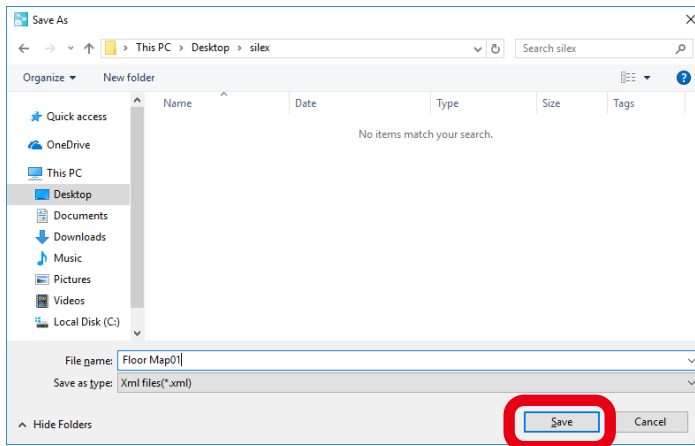 Save As
This PC > Desktop > silex
Search silex
Organize
New folder
Name Date Type Size Tags
No items match your search.
Quick access
OneDrive
This PC
Desktop
Documents
Downloads
Music
Pictures
Videos
Local Disk (C:)
File name: Floor Map01
Save as type: Xml files(*.xml)
Hide Folders
Save
Cancel